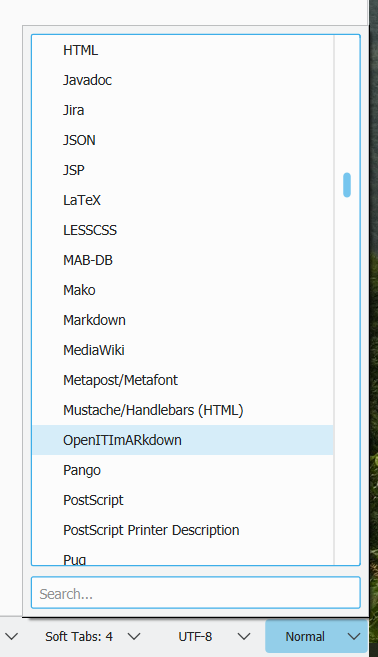 HTML
Javadoc
Jira
JSON
JSP
LaTeX
LESSCSS
MAB-DB
Mako
Markdown
MediaWiki
Metapost/Metafont
Mustache/Handlebars (HTML)
OpenITImARkdown
Pango
PostScript
PostScript Printer Description
Pug
Search...
Soft Tabs: 4 UTF-8 Normal